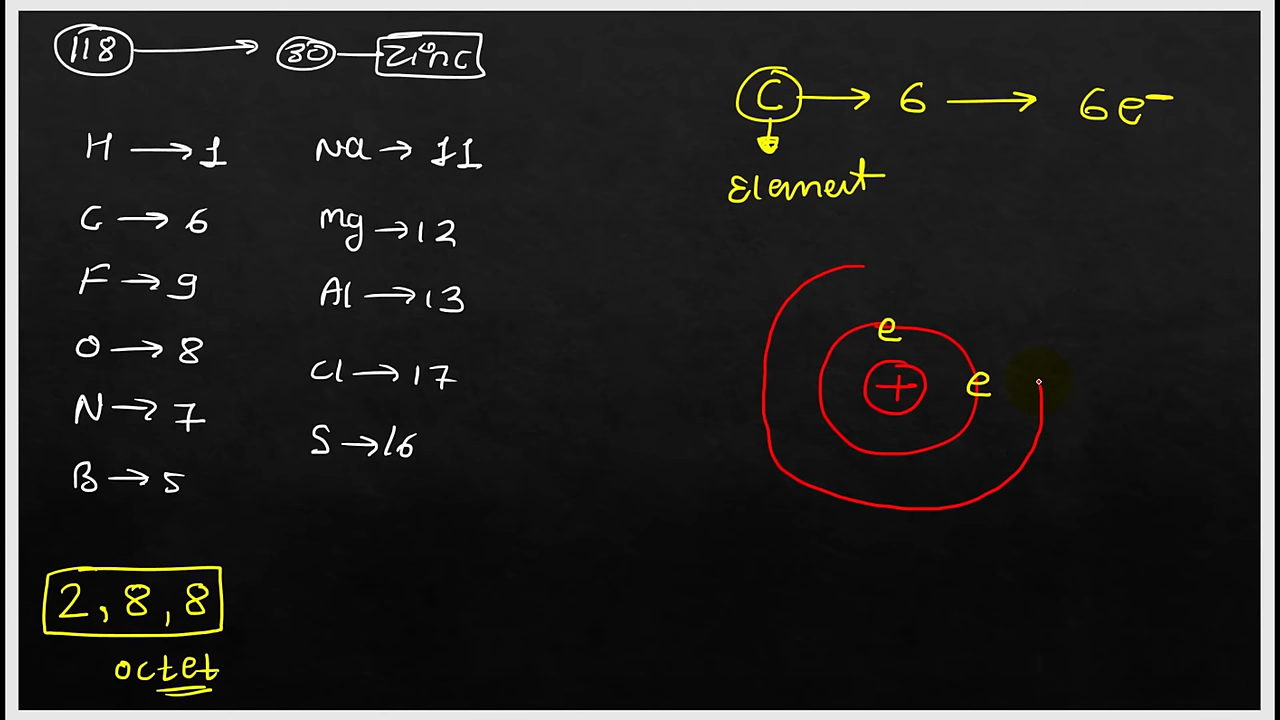 118 → 30 — Zinc
H → 1
C → 6
F → 9
O → 8
N → 7
B → 5
Na → 11
Mg → 12
Al → 13
Cl → 17
S → 16
2, 8, 8
octet
C → 6 → 6e⁻
Element
e
+ e